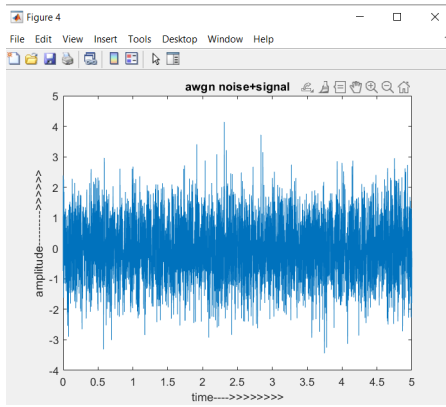 Figure 4
File Edit View Insert Tools Desktop Window Help
awgn noise+signal
5
4
3
2
1
0
-1
-2
-3
-4
amplitude------->>>>>>
0 0.5 1 1.5 2 2.5 3 3.5 4 4.5 5
time---->>>>>>>>